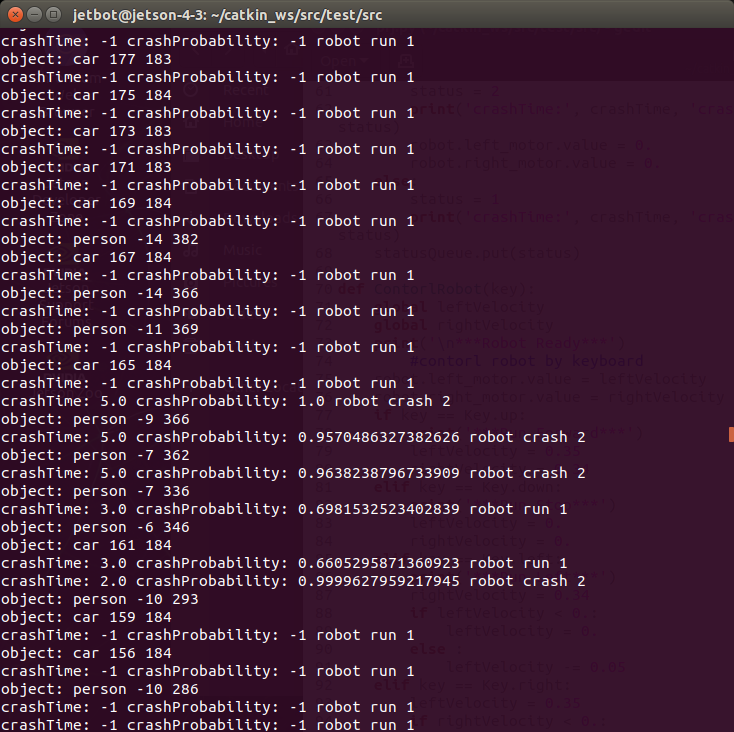 jetbot@jetson-4-3: ~/catkin_ws/src/test/src
crashTime: -1 crashProbability: -1 robot run 1
object: car 177 183
crashTime: -1 crashProbability: -1 robot run 1
object: car 175 184
crashTime: -1 crashProbability: -1 robot run 1
object: car 173 183
crashTime: -1 crashProbability: -1 robot run 1
object: car 171 183
crashTime: -1 crashProbability: -1 robot run 1
object: car 169 184
crashTime: -1 crashProbability: -1 robot run 1
object: person -14 382
object: car 167 184
crashTime: -1 crashProbability: -1 robot run 1
object: person -14 366
crashTime: -1 crashProbability: -1 robot run 1
object: person -11 369
crashTime: -1 crashProbability: -1 robot run 1
object: car 165 184
crashTime: -1 crashProbability: -1 robot run 1
crashTime: 5.0 crashProbability: 1.0 robot crash 2
object: person -9 366
crashTime: 5.0 crashProbability: 0.9570486327382626 robot crash 2
object: person -7 362
crashTime: 5.0 crashProbability: 0.9638238796733909 robot crash 2
object: person -7 336
crashTime: 3.0 crashProbability: 0.6981532523402839 robot run 1
object: person -6 346
object: car 161 184
crashTime: 3.0 crashProbability: 0.6605295871360923 robot run 1
crashTime: 2.0 crashProbability: 0.9999627959217945 robot crash 2
object: person -10 293
object: car 159 184
crashTime: -1 crashProbability: -1 robot run 1
object: car 156 184
crashTime: -1 crashProbability: -1 robot run 1
object: person -10 286
crashTime: -1 crashProbability: -1 robot run 1
crashTime: -1 crashProbability: -1 robot run 1